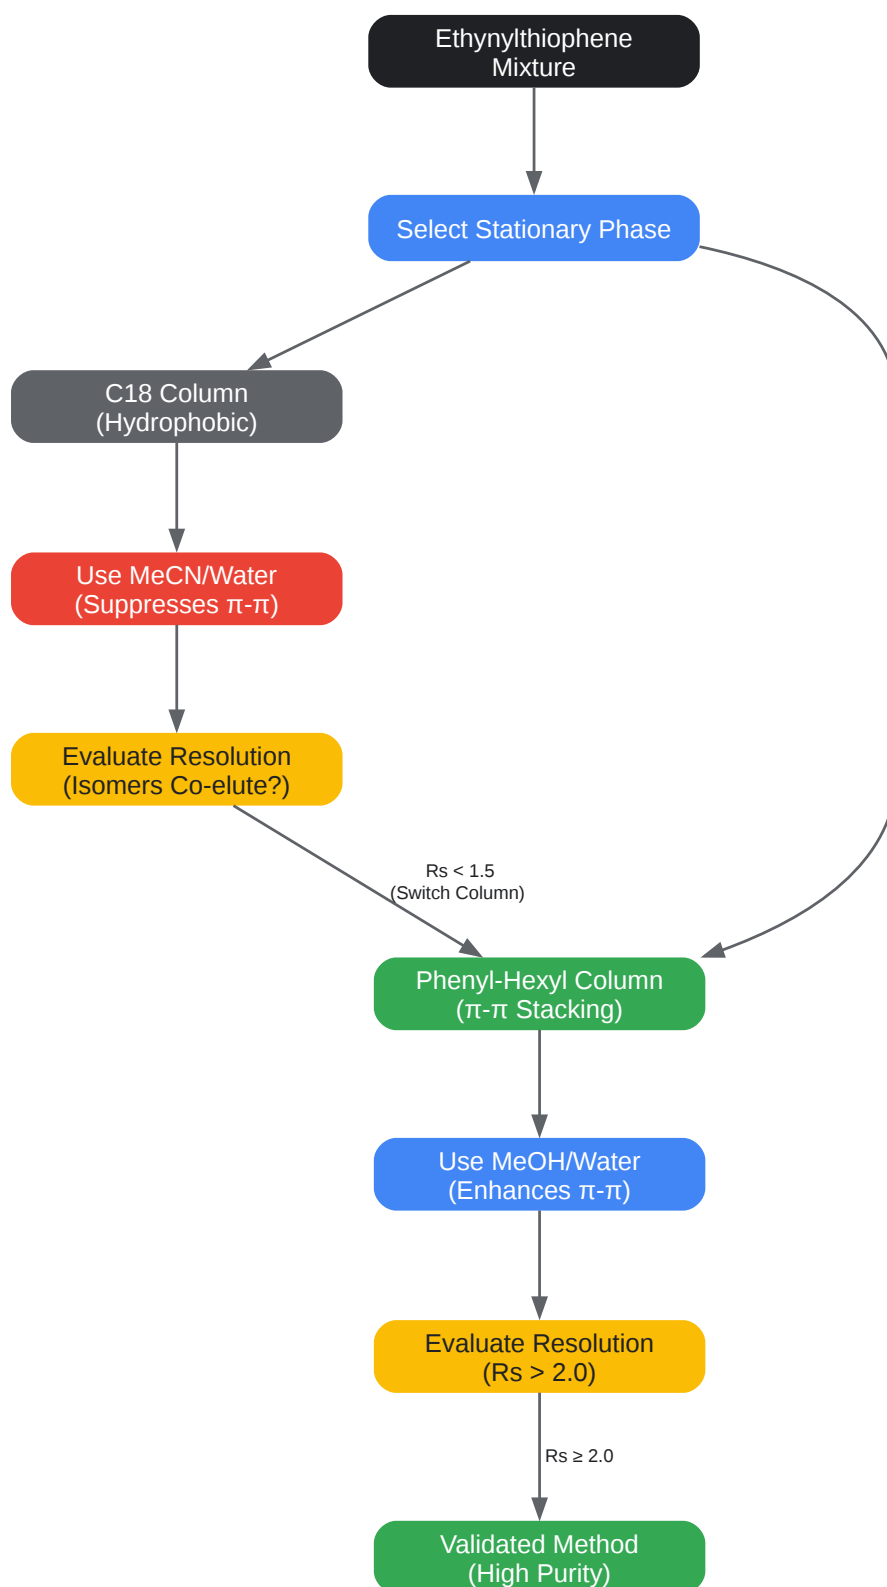 Ethynylthiophene
Mixture
Select Stationary Phase
C18 Column
(Hydrophobic)
Use MeCN/Water
(Suppresses π-π)
Evaluate Resolution
(Isomers Co-elute?)
Rs < 1.5
(Switch Column)
Phenyl-Hexyl Column
(π-π Stacking)
Use MeOH/Water
(Enhances π-π)
Evaluate Resolution
(Rs > 2.0)
Rs ≥ 2.0
Validated Method
(High Purity)